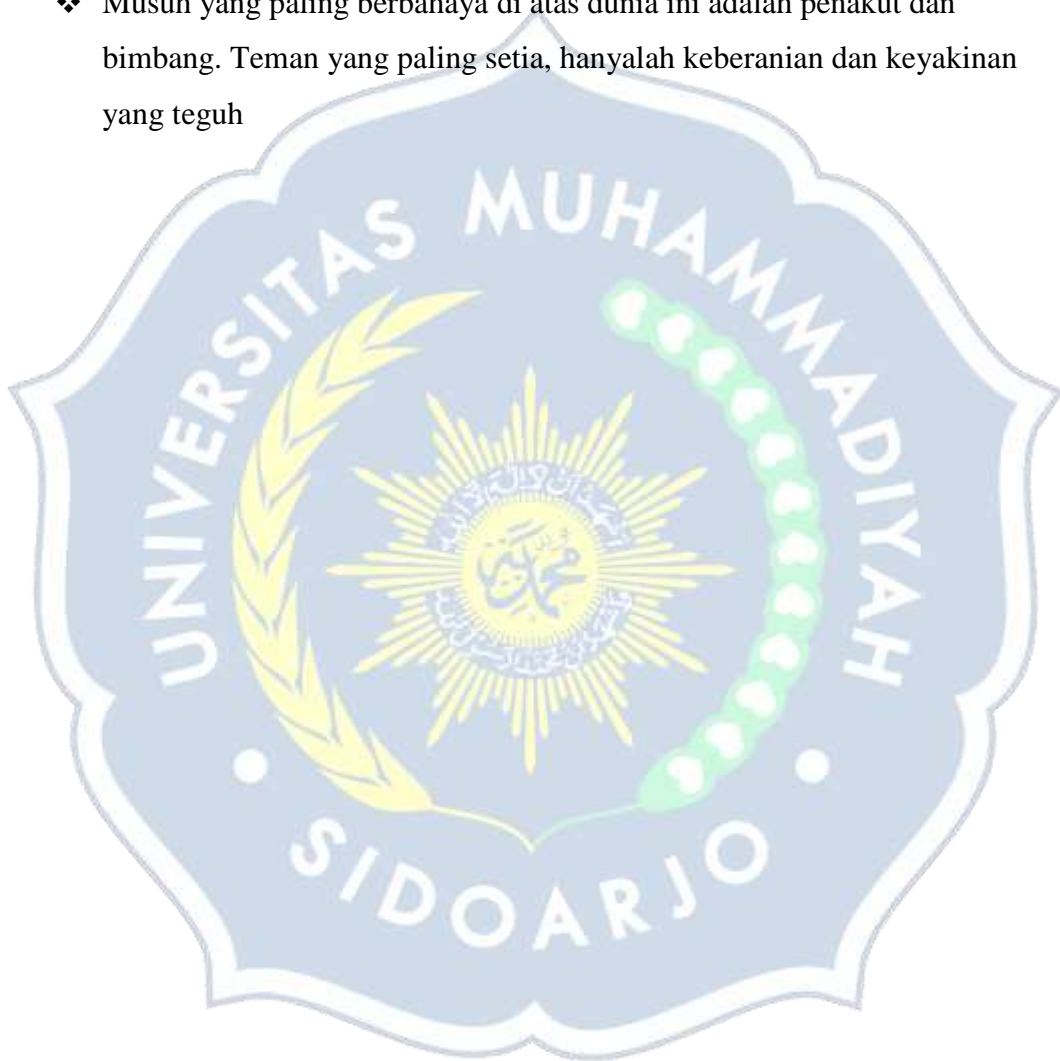 ❖ Musuh yang paling berbahaya di atas dunia ini adalah penakut dan
bimbang. Teman yang paling setia, hanyalah keberanian dan keyakinan
yang teguh
UNIVERSITAS MUHAMMADIYAH
محمد
SIDOARJO